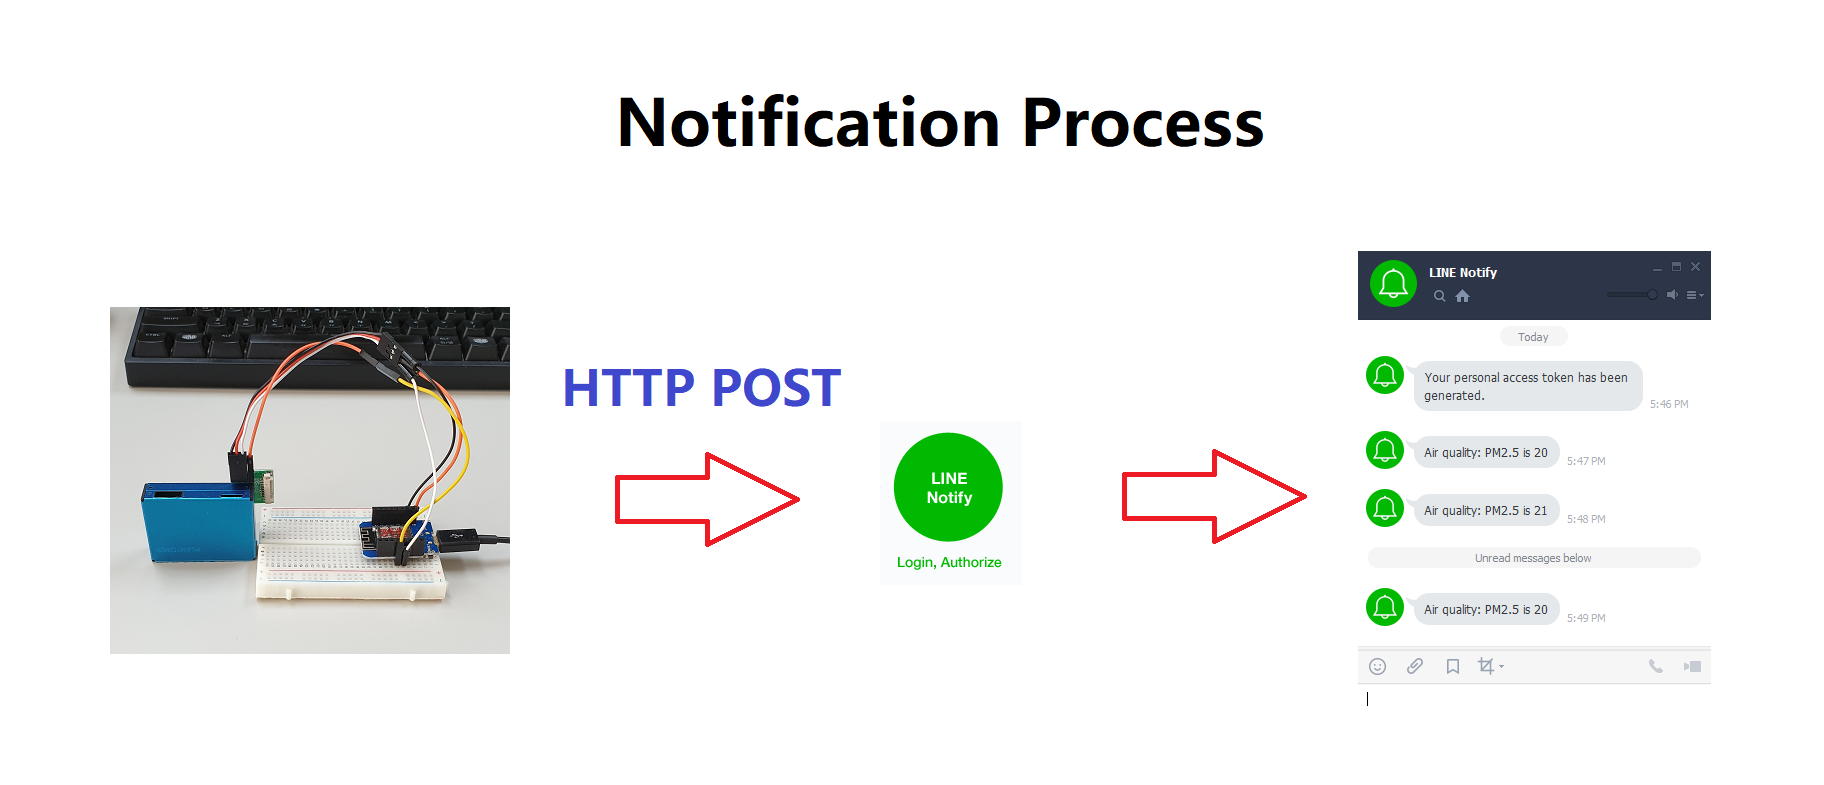 Notification Process
HTTP POST
LINE
Notify
Login, Authorize
LINE Notify
Today
Your personal access token has been
generated.
5:46 PM
Air quality: PM2.5 is 20
5:47 PM
Air quality: PM2.5 is 21
5:48 PM
Unread messages below
Air quality: PM2.5 is 20
5:49 PM